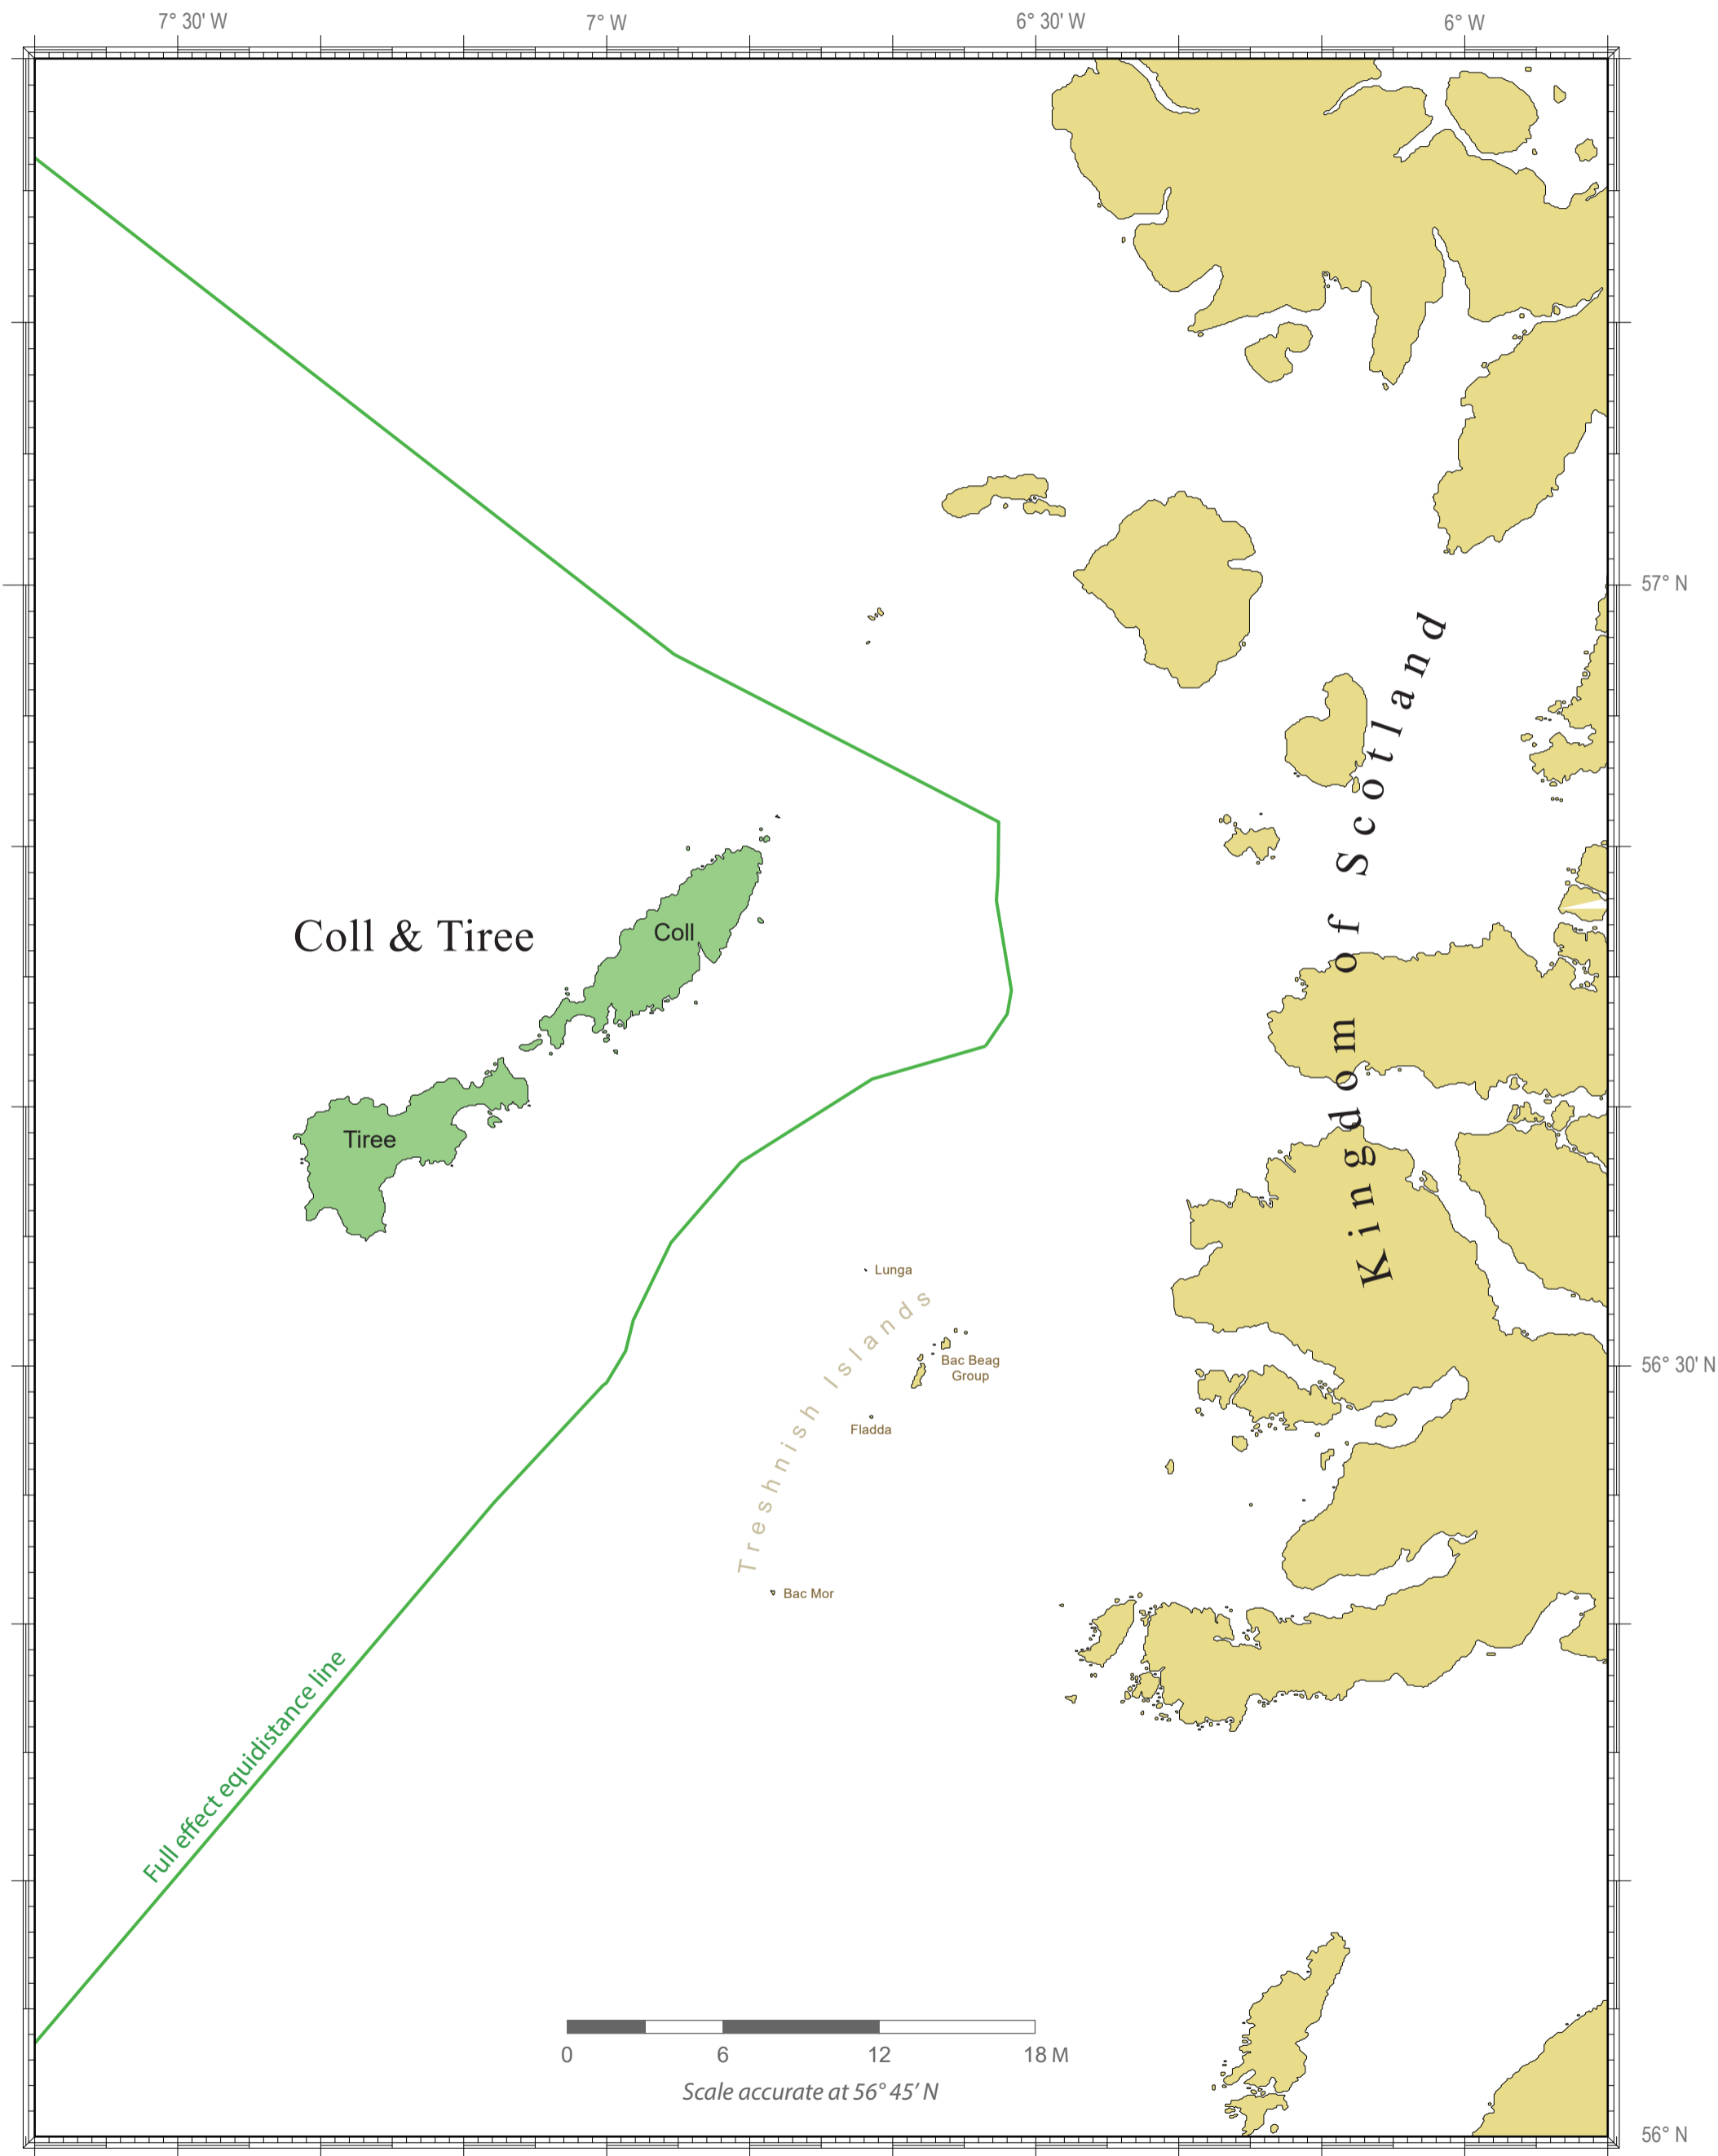 7° 30' W
7° W
6° 30' W
6° W
57° N
Kingdom of Scotland
Coll & Tiree
Coll
Tiree
Lunga
Treshnish Islands
Bac Beag
Group
56° 30' N
Fladda
Bac Mor
Full effect equidistance line
0 6 12 18 M
Scale accurate at 56° 45' N
56° N